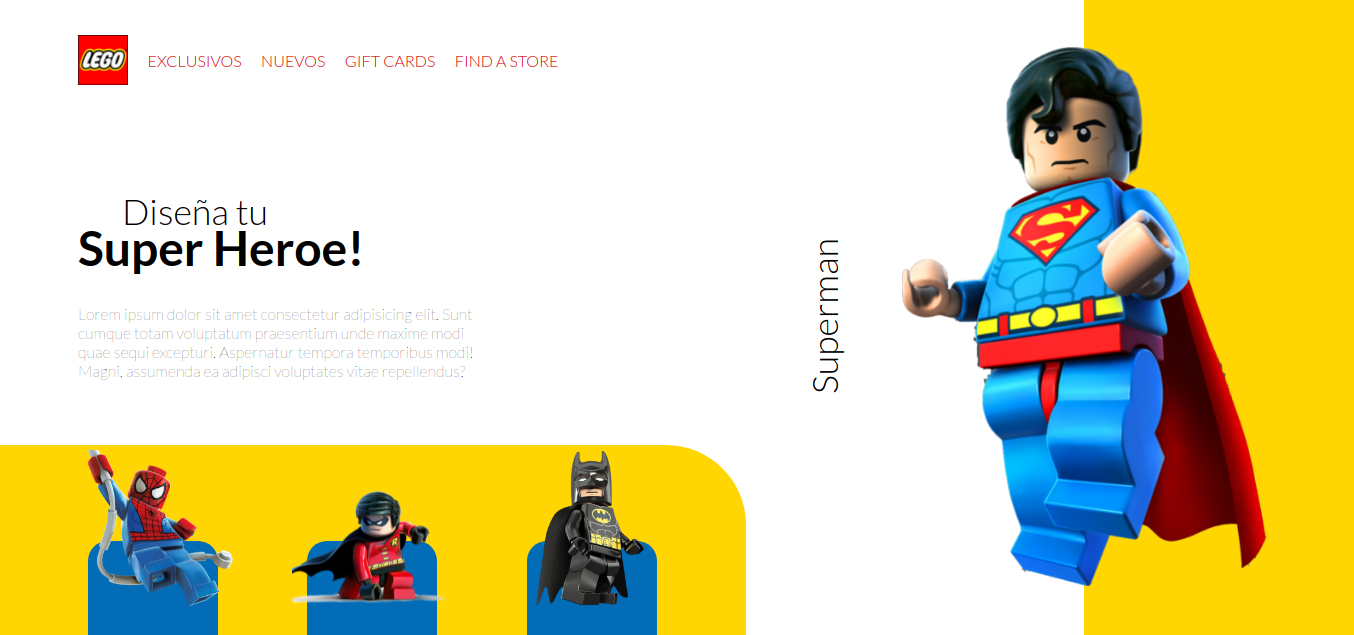 LEGO
EXCLUSIVOS NUEVOS GIFT CARDS FIND A STORE
Diseña tu
Super Heroe!
Lorem ipsum dolor sit amet consectetur adipisicing elit. Sunt
cumque totam voluptatum praesentium unde maxime modi
quae sequi excepturi. Aspernatur tempora temporibus modi!
Magni, assumenda ea adipisci voluptates vitae repellendus?
Superman
S
R